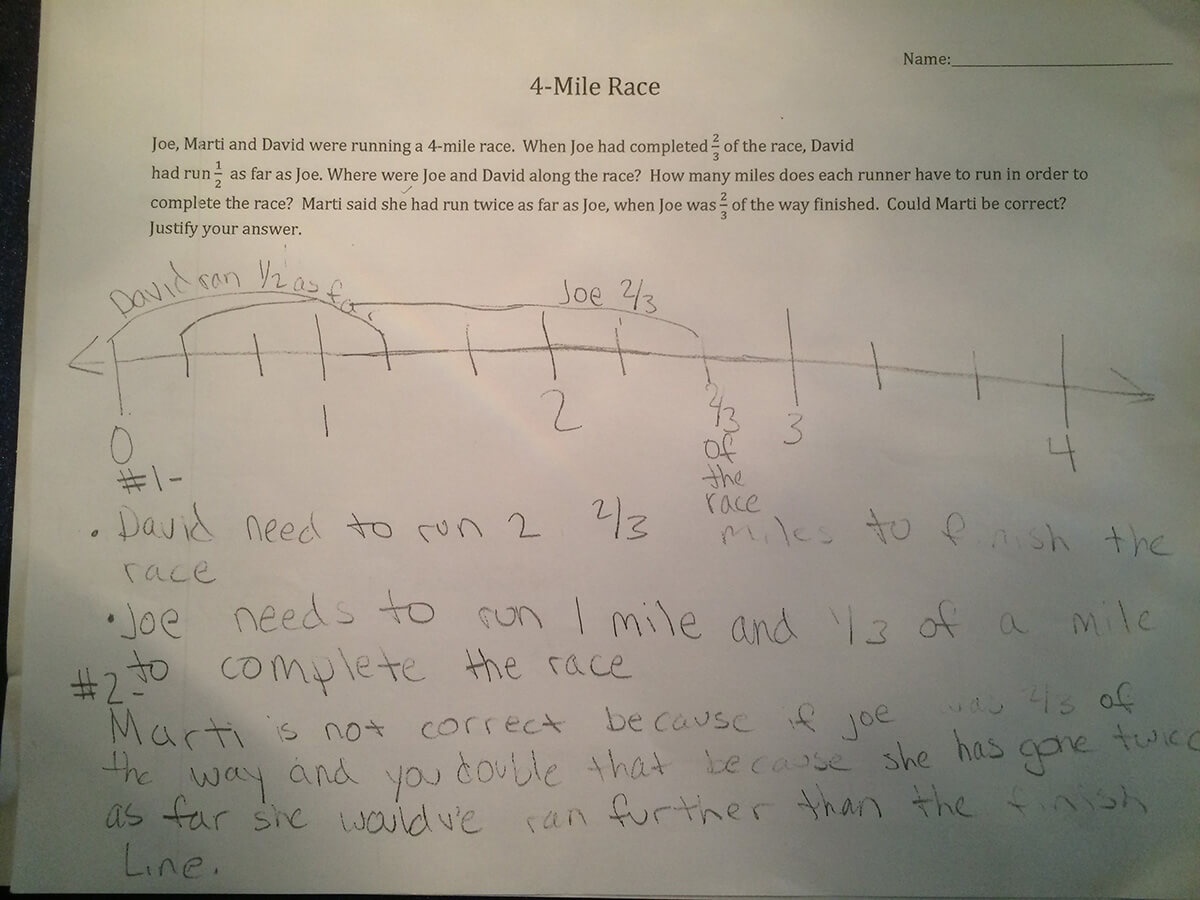 Name:
4-Mile Race
Joe, Marti and David were running a 4-mile race. When Joe had completed 2/3 of the race, David
had run 1/2 as far as Joe. Where were Joe and David along the race? How many miles does each runner have to run in order to
complete the race? Marti said she had run twice as far as Joe, when Joe was 2/3 of the way finished. Could Marti be correct?
Justify your answer.
David ran 1/2 as far
Joe 2/3
0 1 2 2/3 3 4
of
the
race
#1-
• David need to run 2 2/3 miles to finish the
race
• Joe needs to run 1 mile and 1/3 of a mile
to complete the race
#2-
Marti is not correct because if joe was 2/3 of
the way and you double that because she has gone twice
as far she would've ran further than the finish
Line.